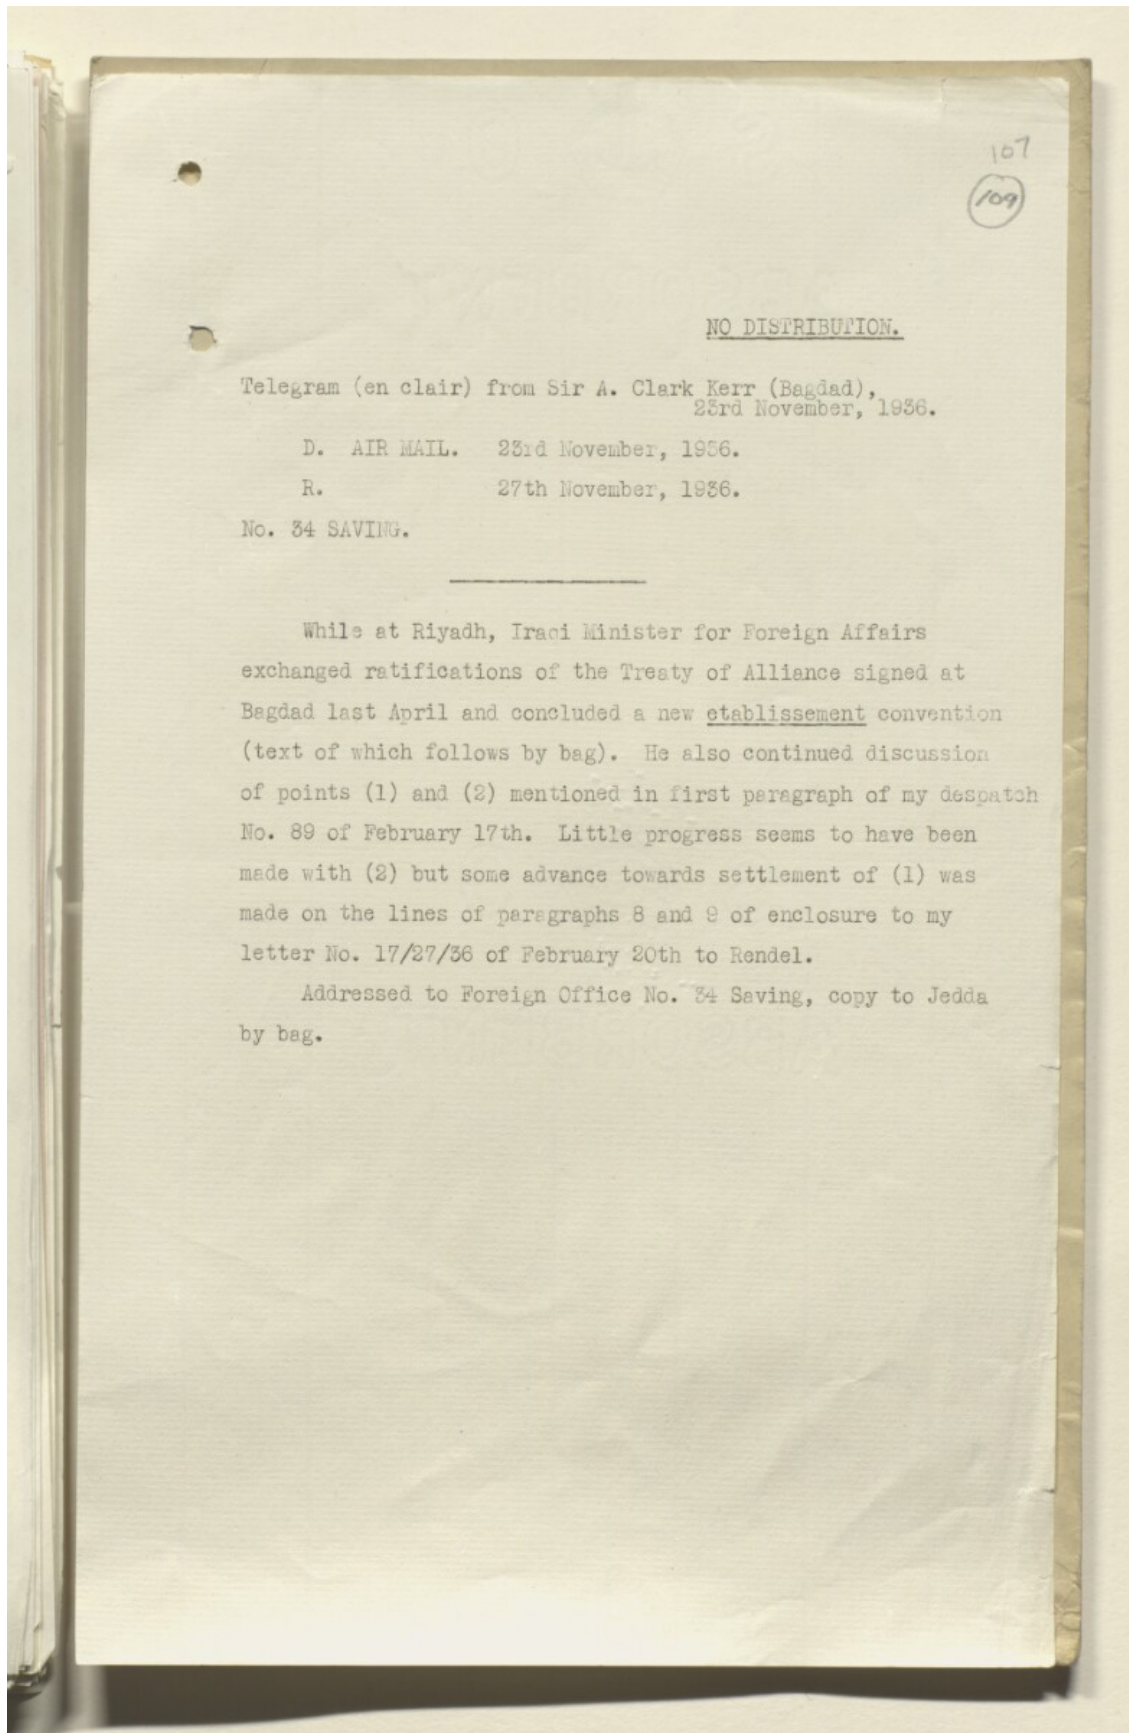 107
109
NO DISTRIBUTION.
Telegram (en clair) from Sir A. Clark Kerr (Bagdad),
23rd November, 1936.
D. AIR MAIL. 23rd November, 1936.
R. 27th November, 1936.
No. 34 SAVING.
While at Riyadh, Iraqi Minister for Foreign Affairs
exchanged ratifications of the Treaty of Alliance signed at
Bagdad last April and concluded a new etablissement convention
(text of which follows by bag). He also continued discussion
of points (1) and (2) mentioned in first paragraph of my despatch
No. 89 of February 17th. Little progress seems to have been
made with (2) but some advance towards settlement of (1) was
made on the lines of paragraphs 8 and 9 of enclosure to my
letter No. 17/27/36 of February 20th to Rendel.
Addressed to Foreign Office No. 34 Saving, copy to Jedda
by bag.